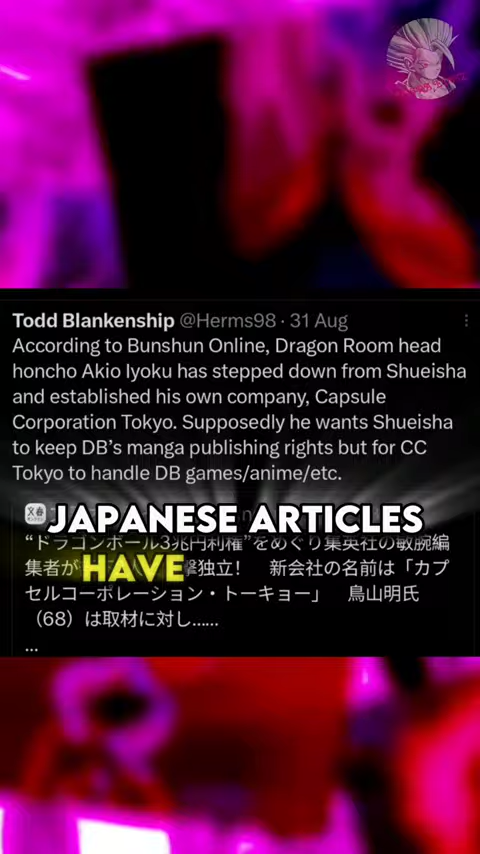 Todd Blankenship @Herms98 · 31 Aug
According to Bunshun Online, Dragon Room head
honcho Akio Iyoku has stepped down from Shueisha
and established his own company, Capsule
Corporation Tokyo. Supposedly he wants Shueisha
to keep DB's manga publishing rights but for CC
Tokyo to handle DB games/anime/etc.
文春
JAPANESE ARTICLES
HAVE
“ドラゴンボール3兆円利権”をめぐり集英社の敏腕編
集者が 撃独立! 新会社の名前は「カプ
セルコーポレーション・トーキョー」 鳥山明氏
(68)は取材に対し……
...